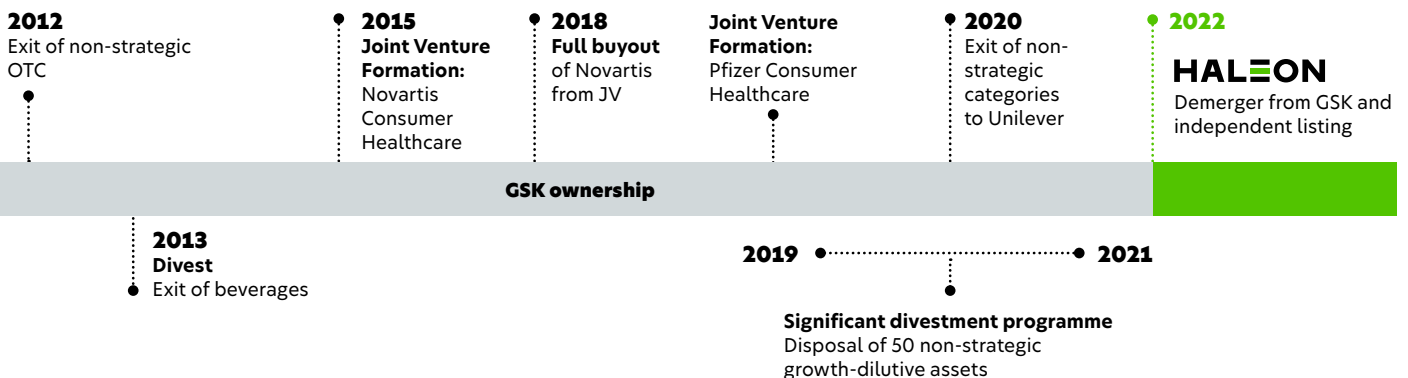 2012
Exit of non-strategic
OTC
2015
Joint Venture
Formation:
Novartis
Consumer
Healthcare
2018
Full buyout
of Novartis
from JV
Joint Venture
Formation:
Pfizer Consumer
Healthcare
2020
Exit of non-
strategic
categories
to Unilever
2022
HALEON
Demerger from GSK and
independent listing
GSK ownership
2013
Divest
Exit of beverages
2019
2021
Significant divestment programme
Disposal of 50 non-strategic
growth-dilutive assets